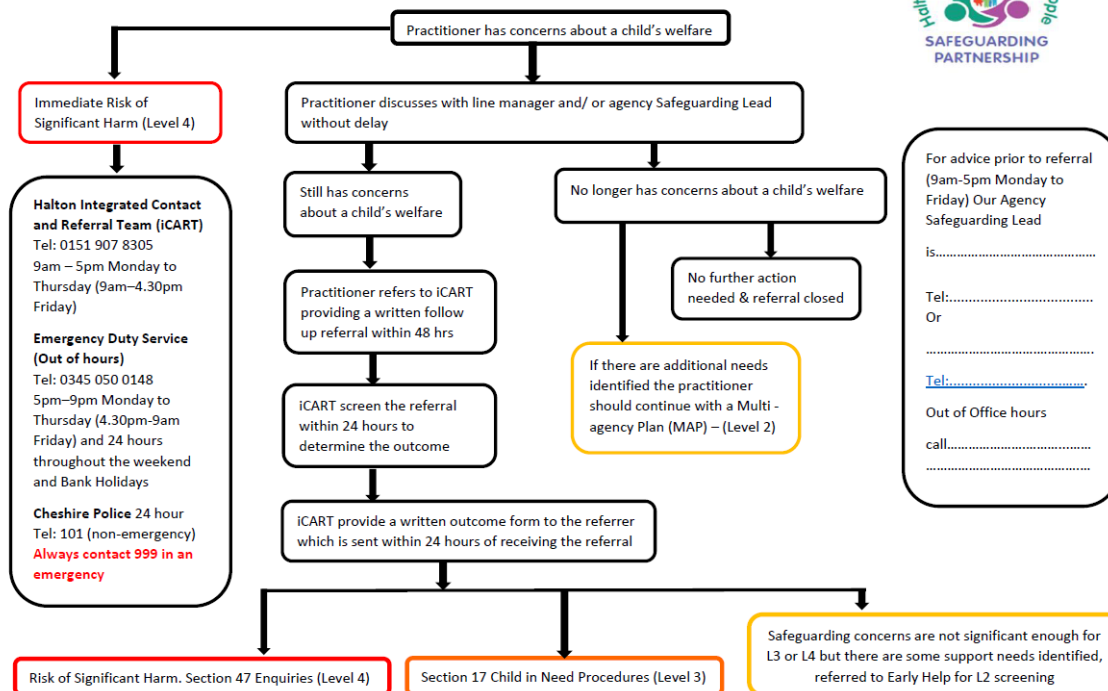 Practitioner has concerns about a child's welfare
SAFEGUARDING
PARTNERSHIP
Immediate Risk of
Significant Harm (Level 4)
Practitioner discusses with line manager and/ or agency Safeguarding Lead
without delay
Halton Integrated Contact
and Referral Team (iCART)
Tel: 0151 907 8305
9am – 5pm Monday to
Thursday (9am–4.30pm
Friday)
Emergency Duty Service
(Out of hours)
Tel: 0345 050 0148
5pm–9pm Monday to
Thursday (4.30pm-9am
Friday) and 24 hours
throughout the weekend
and Bank Holidays
Cheshire Police 24 hour
Tel: 101 (non-emergency)
Always contact 999 in an
emergency
Still has concerns
about a child's welfare
No longer has concerns about a child's welfare
Practitioner refers to iCART
providing a written follow
up referral within 48 hrs
No further action
needed & referral closed
If there are additional needs
identified the practitioner
should continue with a Multi -
agency Plan (MAP) – (Level 2)
iCART screen the referral
within 24 hours to
determine the outcome
iCART provide a written outcome form to the referrer
which is sent within 24 hours of receiving the referral
For advice prior to referral
(9am-5pm Monday to
Friday) Our Agency
Safeguarding Lead
is……………………………………
Tel:…………………………………
Or
……………………………………….
Tel:……………………………….
Out of Office hours
call…………………………………
……………………………………….
Risk of Significant Harm. Section 47 Enquiries (Level 4)
Section 17 Child in Need Procedures (Level 3)
Safeguarding concerns are not significant enough for
L3 or L4 but there are some support needs identified,
referred to Early Help for L2 screening